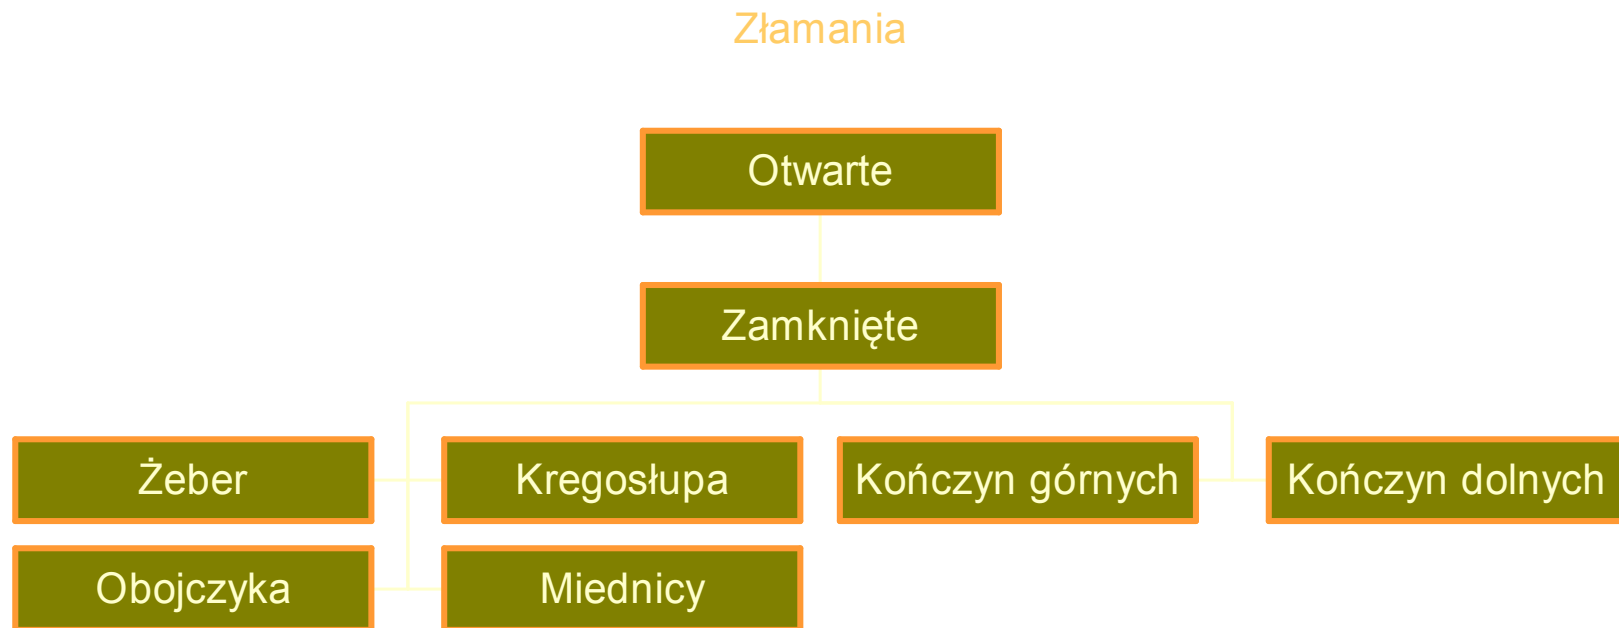 Złamania
Otwarte
Zamknięte
Żeber
Kregosłupa
Kończyn górnych
Kończyn dolnych
Obojczyka
Miednicy